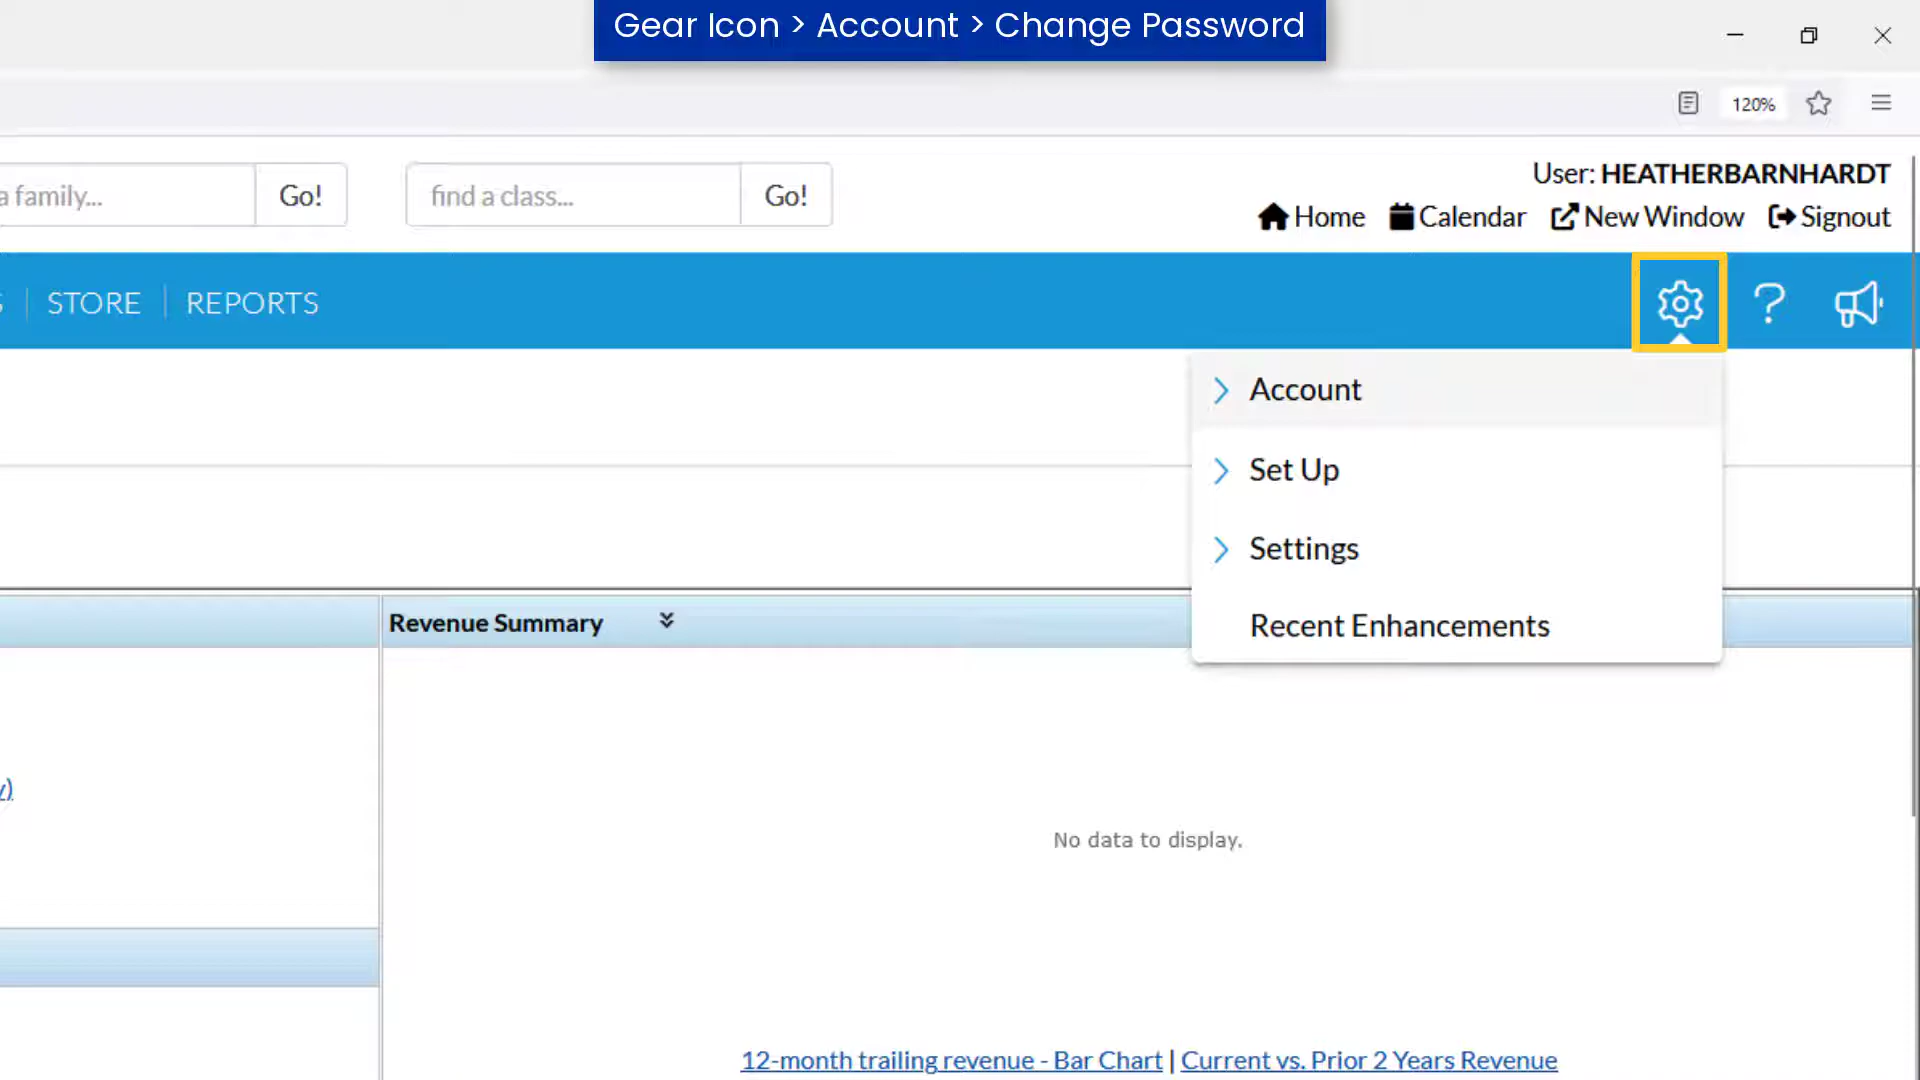 Gear Icon > Account > Change Password
120%
a family...
Go!
find a class...
Go!
User: HEATHERBARNHARDT
Home
Calendar
New Window
Signout
STORE
REPORTS
?
Account
Set Up
Settings
Recent Enhancements
Revenue Summary
y)
No data to display.
12-month trailing revenue - Bar Chart | Current vs. Prior 2 Years Revenue